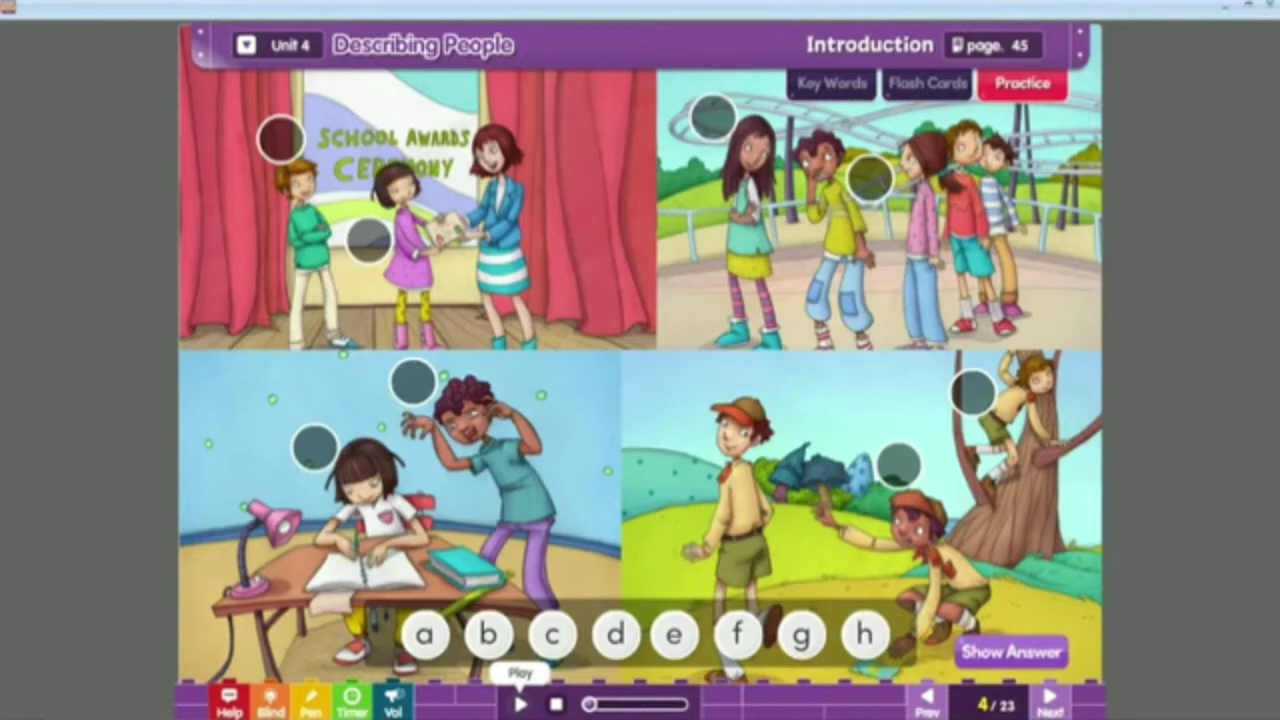 Unit 4 Describing People Introduction page. 45
Key Words Flash Cards Practice
SCHOOL AWARDS
CEREMONY
a b c d e f g h
Show Answer
Play
Help Blind Pen Timer Vol Prev 4 / 23 Next